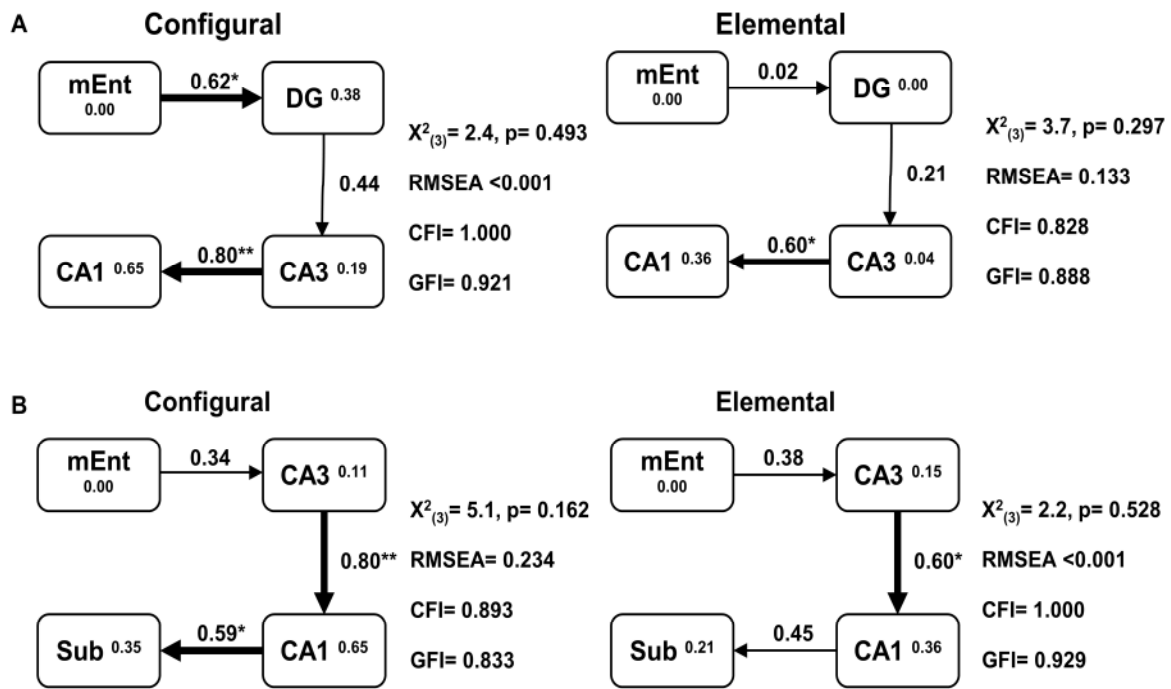 A
Configural
Elemental
mEnt
0.00
0.62*
DG 0.38
0.44
CA1 0.65
0.80**
CA3 0.19
X²(3)= 2.4, p= 0.493
RMSEA <0.001
CFI= 1.000
GFI= 0.921
mEnt
0.00
0.02
DG 0.00
0.21
CA1 0.36
0.60*
CA3 0.04
X²(3)= 3.7, p= 0.297
RMSEA= 0.133
CFI= 0.828
GFI= 0.888
B
Configural
Elemental
mEnt
0.00
0.34
CA3 0.11
0.80**
Sub 0.35
0.59*
CA1 0.65
X²(3)= 5.1, p= 0.162
RMSEA= 0.234
CFI= 0.893
GFI= 0.833
mEnt
0.00
0.38
CA3 0.15
0.60*
Sub 0.21
0.45
CA1 0.36
X²(3)= 2.2, p= 0.528
RMSEA <0.001
CFI= 1.000
GFI= 0.929